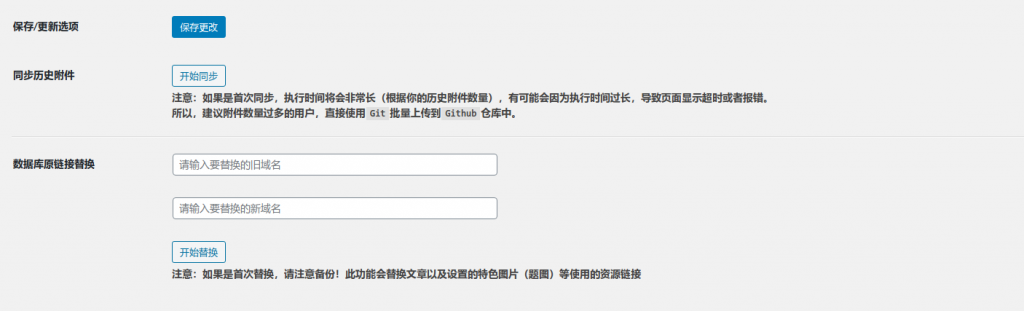 保存/更新选项
保存更改
同步历史附件
开始同步
注意：如果是首次同步，执行时间将会非常长（根据你的历史附件数量），有可能会因为执行时间过长，导致页面显示超时或者报错。
所以，建议附件数量过多的用户，直接使用 Git 批量上传到 Github 仓库中。
数据库原链接替换
请输入要替换的旧域名
请输入要替换的新域名
开始替换
注意：如果是首次替换，请注意备份！此功能会替换文章以及设置的特色图片（题图）等使用的资源链接